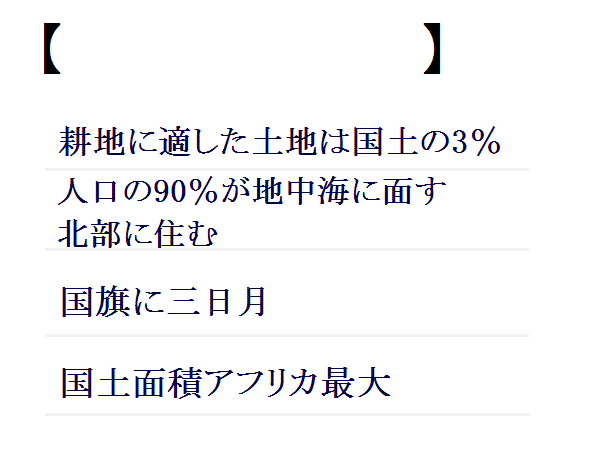 【　　　　　　　】
耕地に適した土地は国土の3％
人口の90％が地中海に面す
北部に住む
国旗に三日月
国土面積アフリカ最大